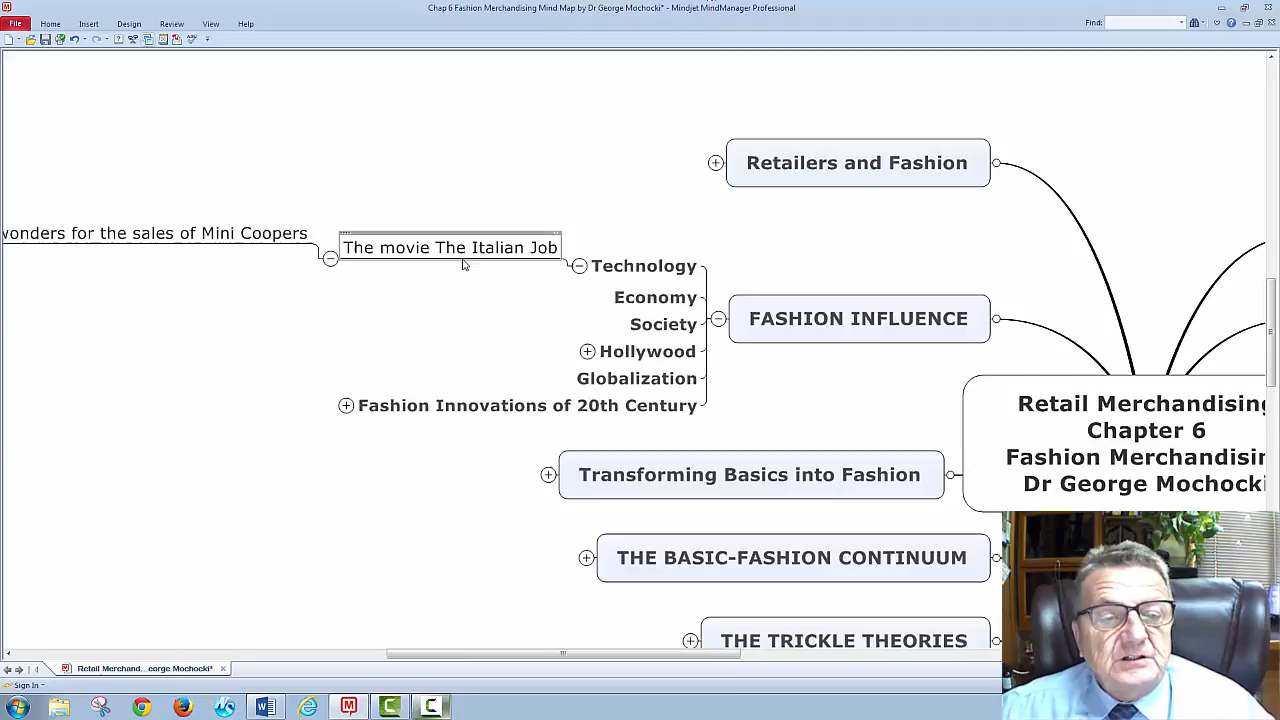 Chap 6 Fashion Merchandising Mind Map by Dr George Mochocki* - Mindjet MindManager Professional
File Home Insert Design Review View Help
Find:
Retailers and Fashion
wonders for the sales of Mini Coopers
The movie The Italian Job
Technology
Economy
Society
Hollywood
Globalization
Fashion Innovations of 20th Century
FASHION INFLUENCE
Retail Merchandising
Chapter 6
Fashion Merchandisin
Dr George Mochocki
Transforming Basics into Fashion
THE BASIC-FASHION CONTINUUM
THE TRICKLE THEORIES
Retail Merchand...eorge Mochocki*
Sign In